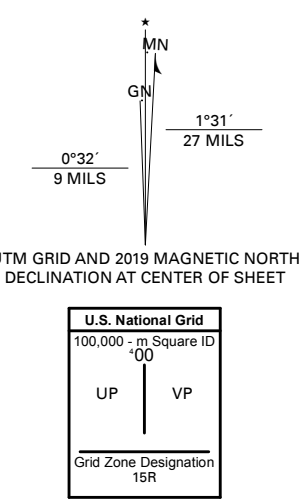 ★
MN
GN
1°31´
27 MILS
0°32´
9 MILS
UTM GRID AND 2019 MAGNETIC NORTH
DECLINATION AT CENTER OF SHEET
U.S. National Grid
100,000 - m Square ID
⁴00
UP VP
Grid Zone Designation
15R